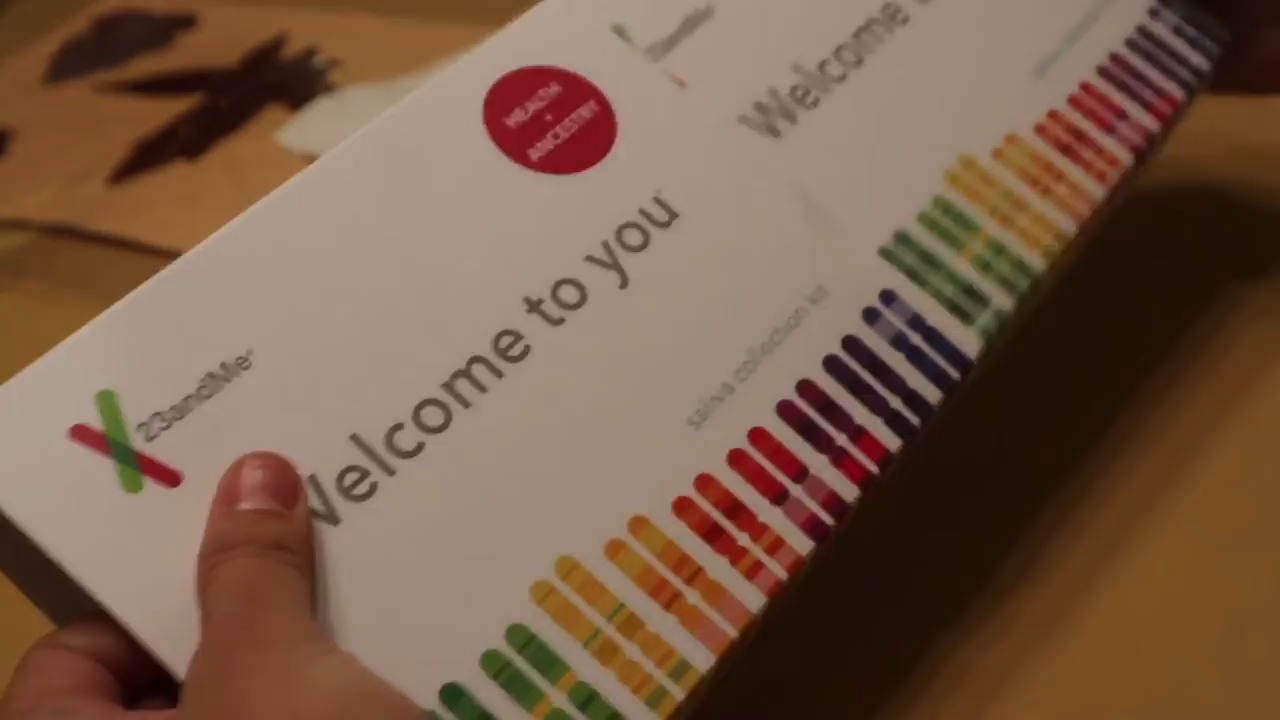 HEALTH
+
ANCESTRY
23andMe®
Welcome to you
saliva collection kit
Welcome